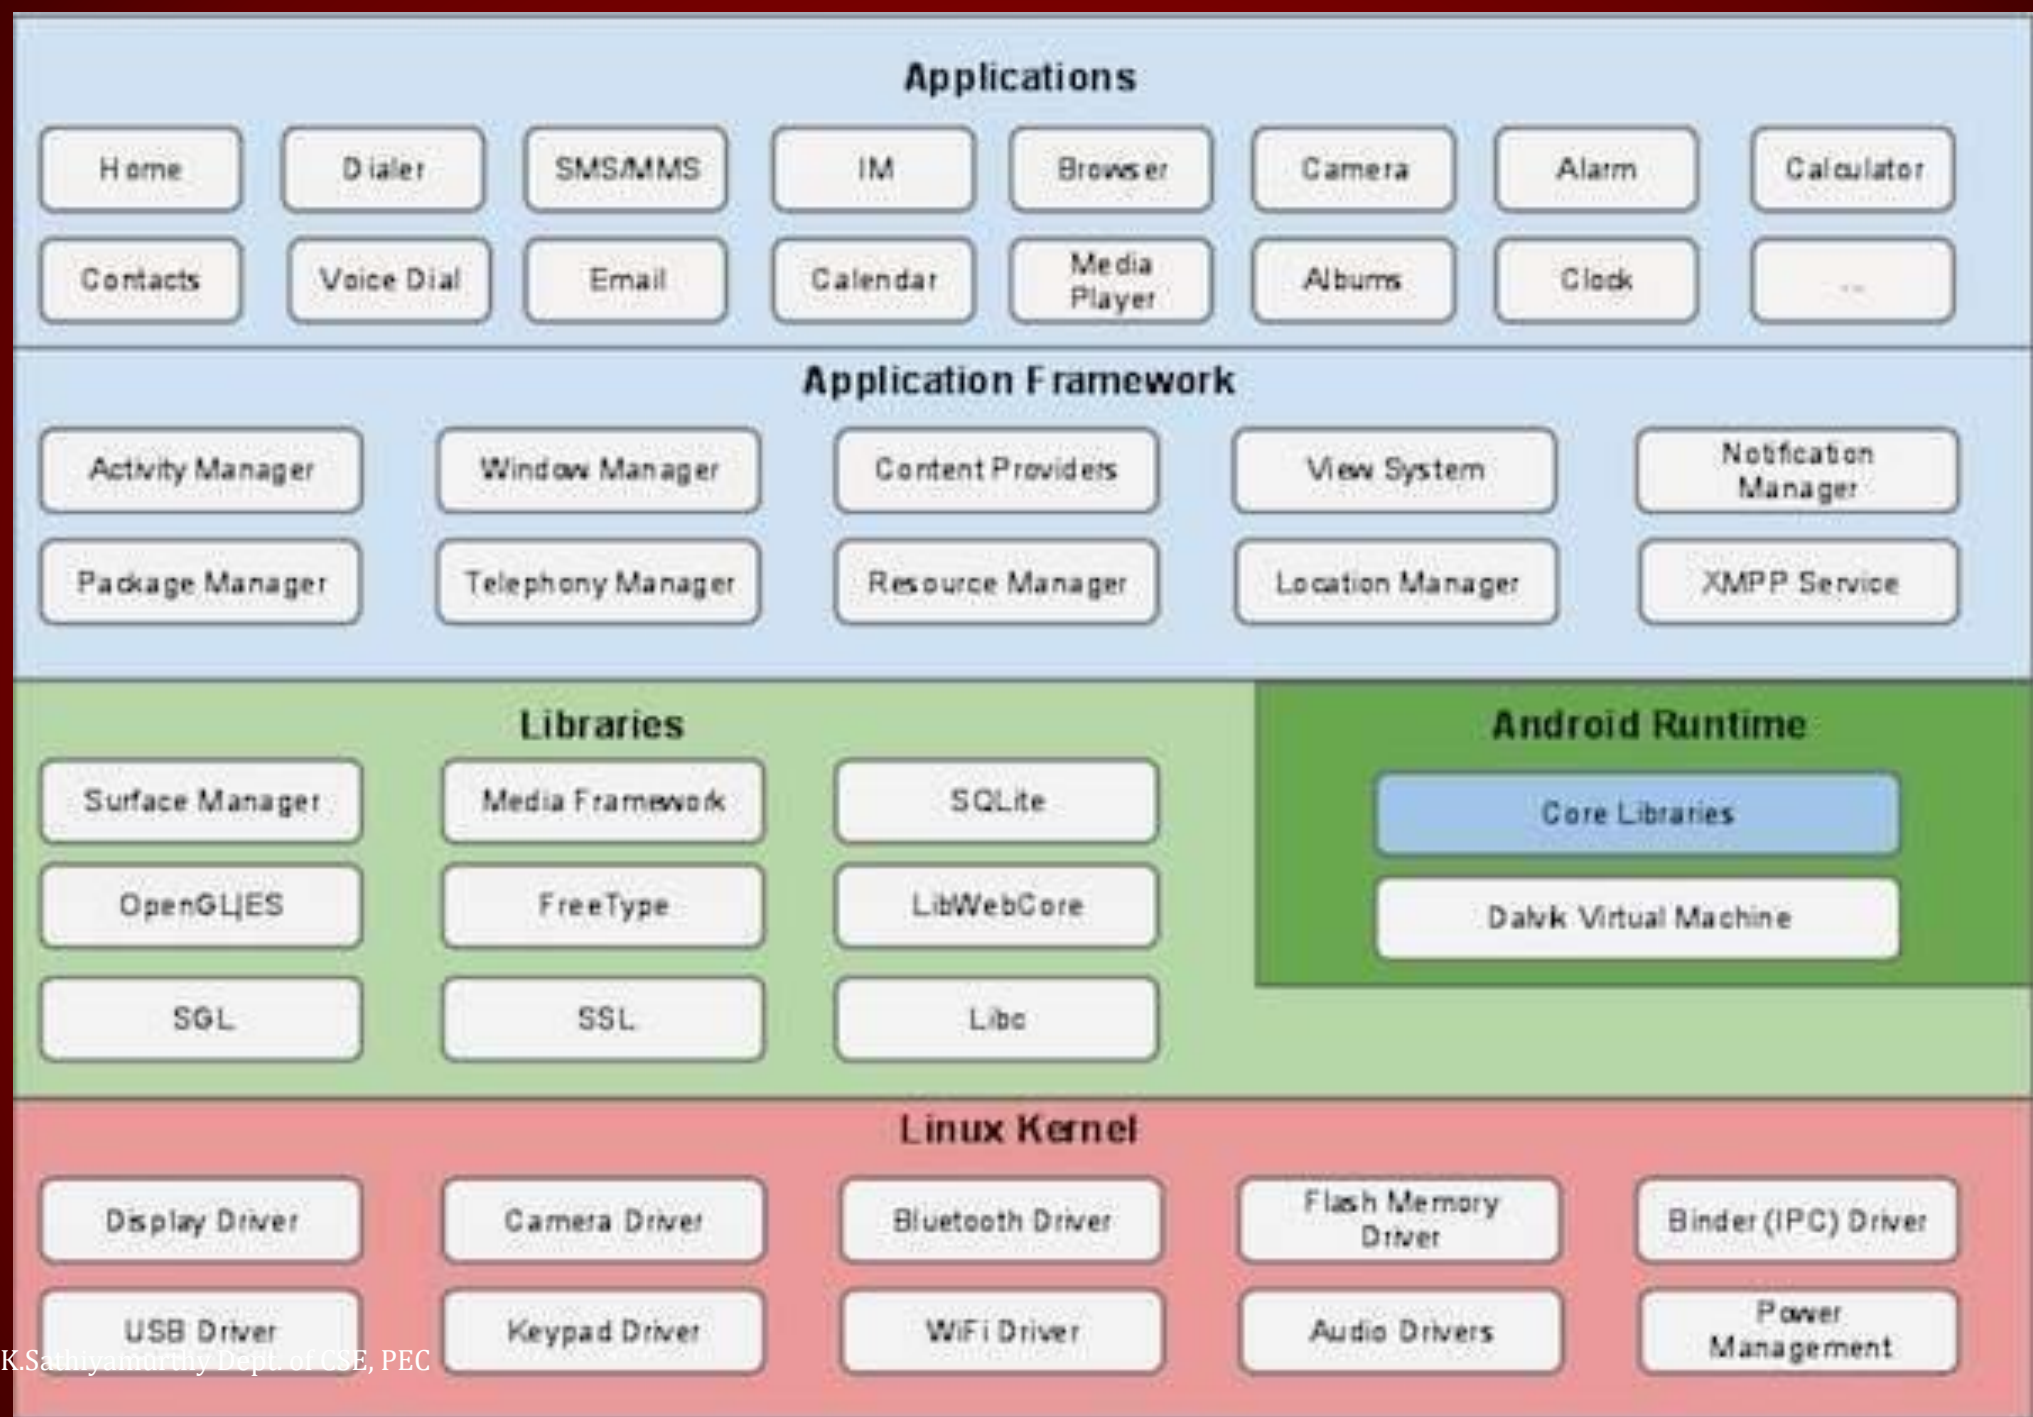 Applications
Home
Dialer
SMS/MMS
IM
Browser
Camera
Alarm
Calculator
Contacts
Voice Dial
Email
Calendar
Media
Player
Albums
Clock
...
Application Framework
Activity Manager
Window Manager
Content Providers
View System
Notification
Manager
Package Manager
Telephony Manager
Resource Manager
Location Manager
XMPP Service
Libraries
Surface Manager
Media Framework
SQLite
OpenGL|ES
FreeType
LibWebCore
SGL
SSL
Libc
Android Runtime
Core Libraries
Dalvik Virtual Machine
Linux Kernel
Display Driver
Camera Driver
Bluetooth Driver
Flash Memory
Driver
Binder (IPC) Driver
USB Driver
Keypad Driver
WiFi Driver
Audio Drivers
Power
Management
K.Sathiyamurthy Dept. of CSE, PEC